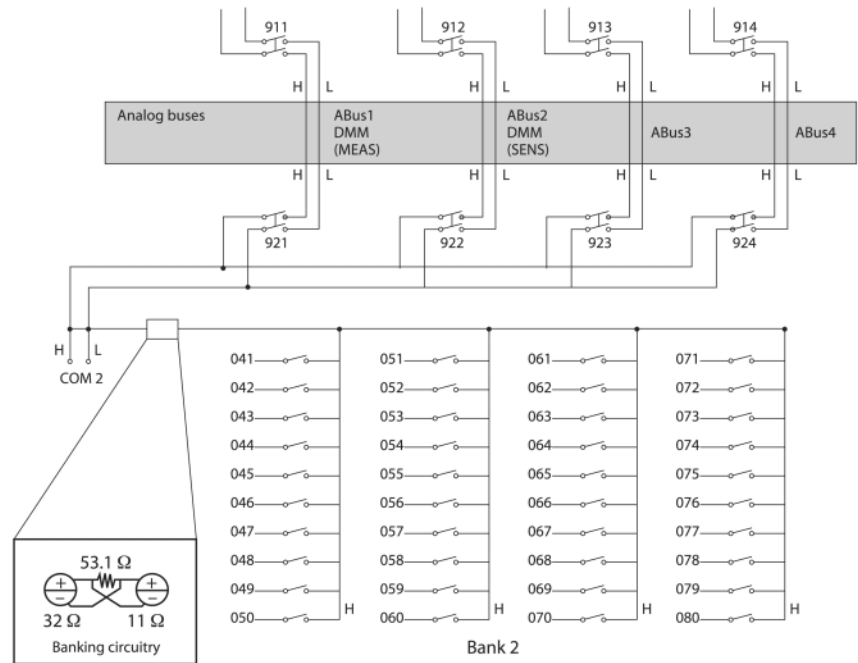 911 912 913 914
H L H L H L H L
Analog buses
ABus1
DMM
(MEAS)
ABus2
DMM
(SENS)
ABus3
ABus4
H L H L H L H L
921 922 923 924
H L
COM 2
041 051 061 071
042 052 062 072
043 053 063 073
044 054 064 074
045 055 065 075
046 056 066 076
047 057 067 077
048 058 068 078
049 059 069 079
H H H H
050 060 070 080
53.1 Ω
+ +
− −
32 Ω 11 Ω
Banking circuitry
Bank 2